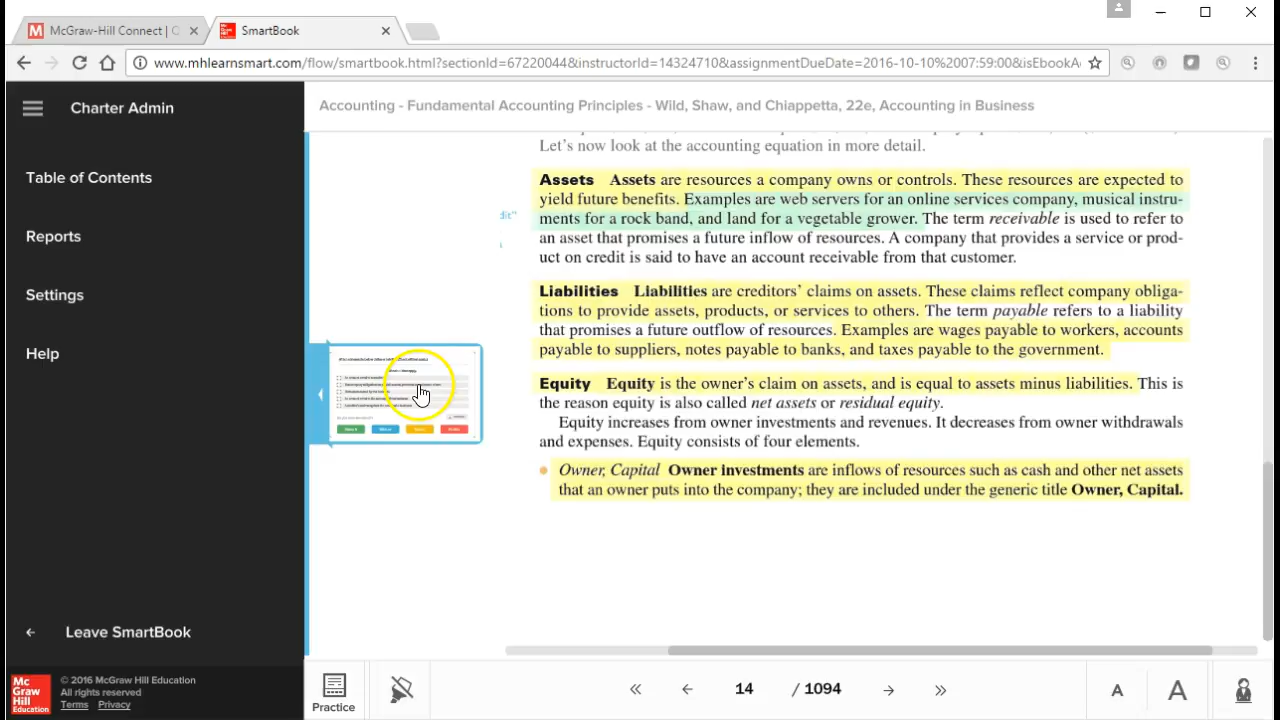 McGraw-Hill Connect | C
SmartBook
www.mhlearnsmart.com/flow/smartbook.html?sectionId=67220044&instructorId=14324710&assignmentDueDate=2016-10-10%2007:59:00&isEbookA
Charter Admin
Accounting - Fundamental Accounting Principles - Wild, Shaw, and Chiappetta, 22e, Accounting in Business
Table of Contents
Reports
Settings
Help
Leave SmartBook
Mc
Graw
Hill
Education
© 2016 McGraw Hill Education
All rights reserved
Terms Privacy
Let's now look at the accounting equation in more detail.
Assets Assets are resources a company owns or controls. These resources are expected to
yield future benefits. Examples are web servers for an online services company, musical instru-
ments for a rock band, and land for a vegetable grower. The term receivable is used to refer to
an asset that promises a future inflow of resources. A company that provides a service or prod-
uct on credit is said to have an account receivable from that customer.
dit"
Liabilities Liabilities are creditors' claims on assets. These claims reflect company obliga-
tions to provide assets, products, or services to others. The term payable refers to a liability
that promises a future outflow of resources. Examples are wages payable to workers, accounts
payable to suppliers, notes payable to banks, and taxes payable to the government.
Equity Equity is the owner's claim on assets, and is equal to assets minus liabilities. This is
the reason equity is also called net assets or residual equity.
Equity increases from owner investments and revenues. It decreases from owner withdrawals
and expenses. Equity consists of four elements.
Owner, Capital Owner investments are inflows of resources such as cash and other net assets
that an owner puts into the company; they are included under the generic title Owner, Capital.
Practice
14 / 1094
A
A